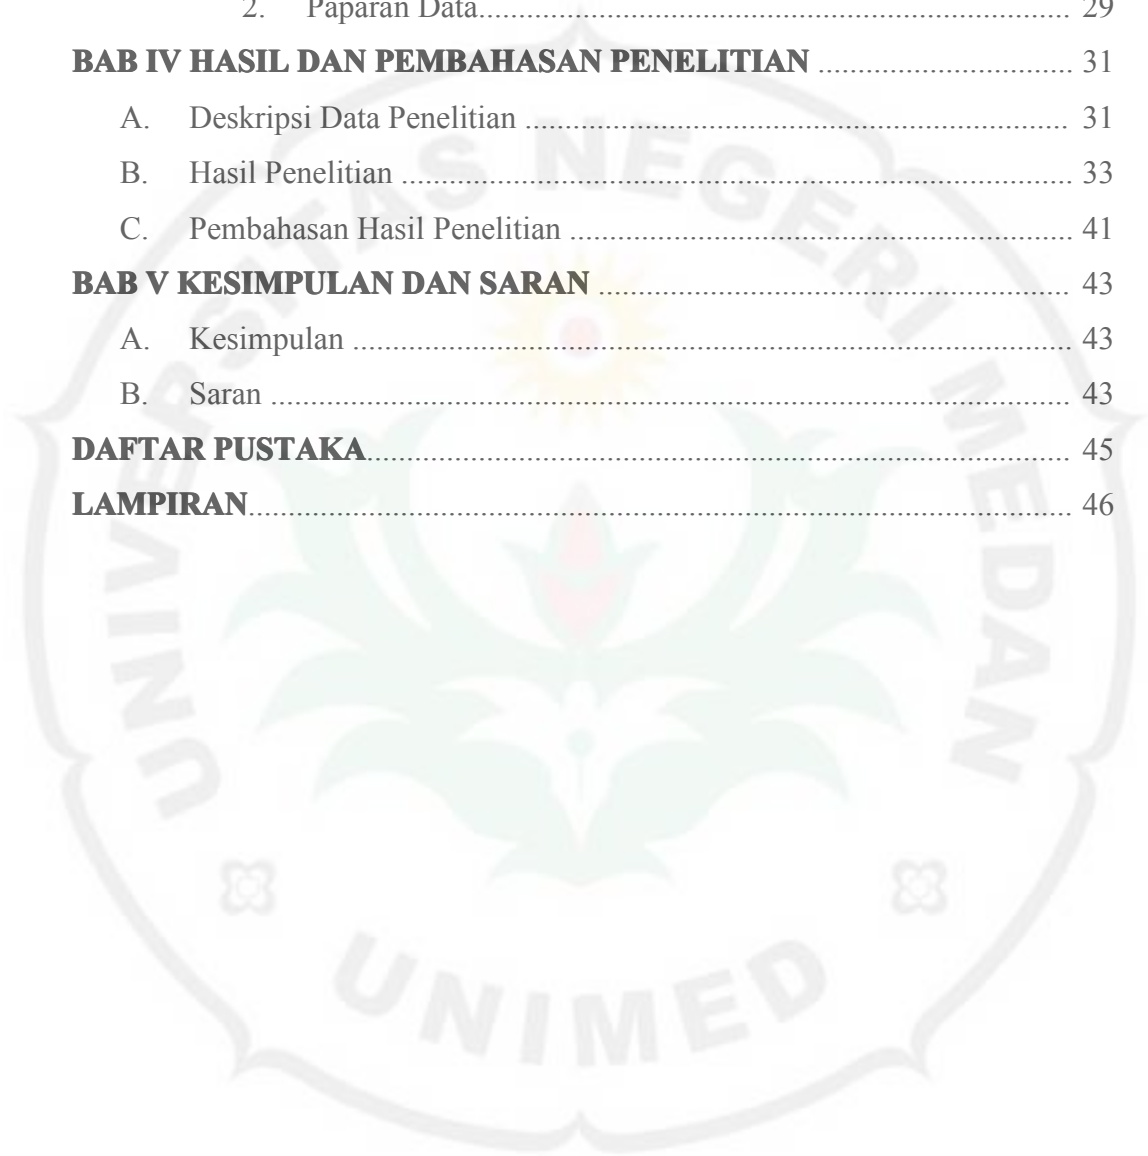 2. Paparan Data.......................................................................... 29
BAB IV HASIL DAN PEMBAHASAN PENELITIAN ................................ 31
A. Deskripsi Data Penelitian .................................................................... 31
B. Hasil Penelitian .................................................................................... 33
C. Pembahasan Hasil Penelitian ............................................................... 41
BAB V KESIMPULAN DAN SARAN ........................................................... 43
A. Kesimpulan .......................................................................................... 43
B. Saran .................................................................................................... 43
DAFTAR PUSTAKA........................................................................................ 45
LAMPIRAN....................................................................................................... 46
UNIVERSITAS NEGERI MEDAN
UNIMED